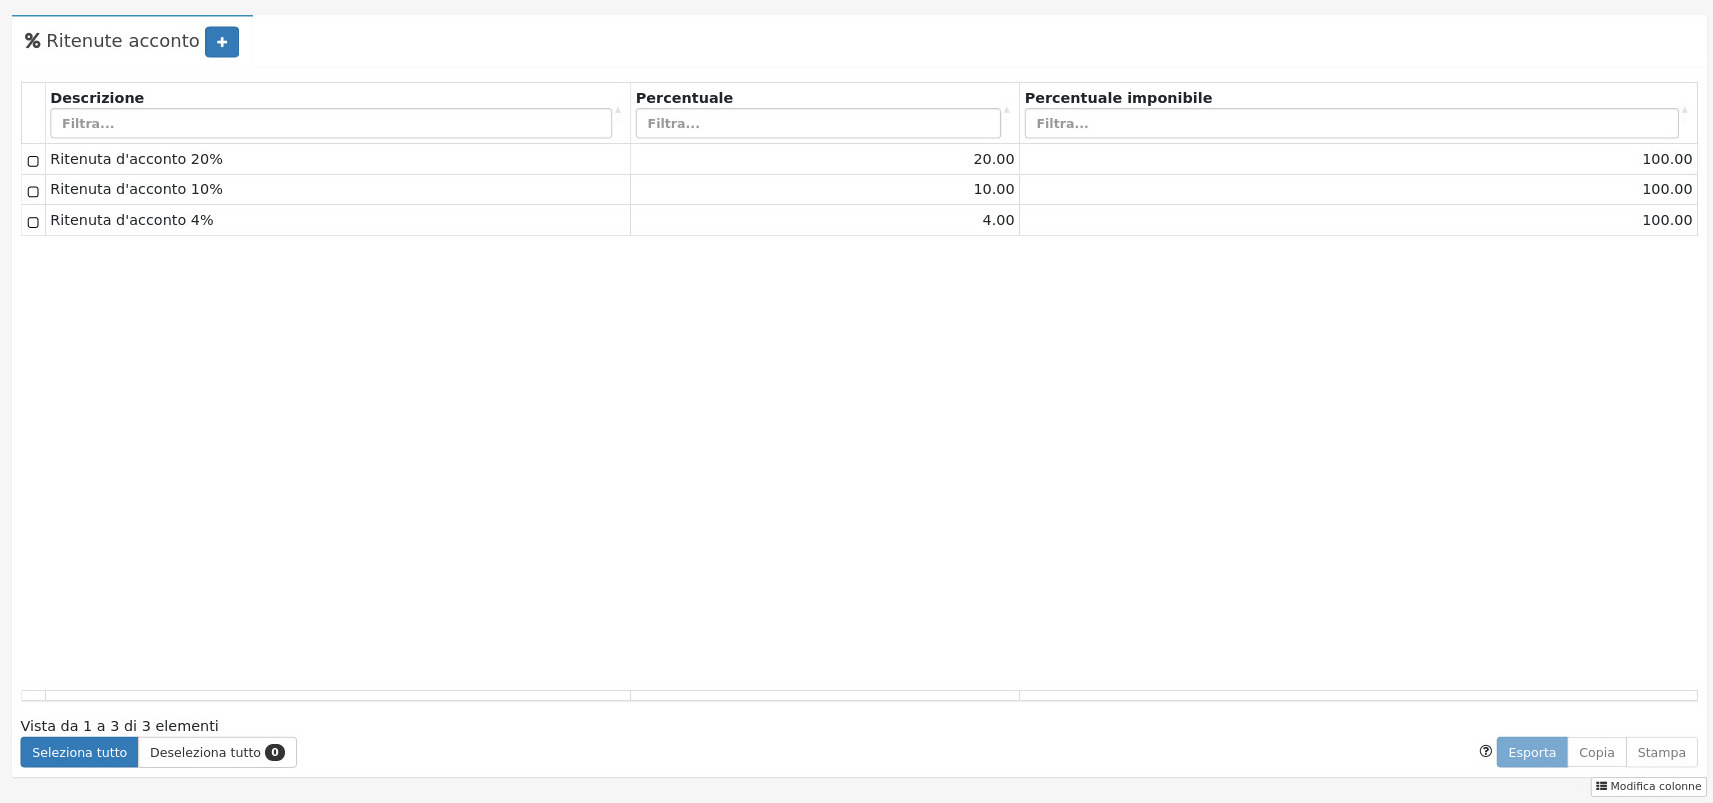 % Ritenute acconto +
Descrizione Percentuale Percentuale imponibile
Filtra... Filtra... Filtra...
Ritenuta d'acconto 20% 20.00 100.00
Ritenuta d'acconto 10% 10.00 100.00
Ritenuta d'acconto 4% 4.00 100.00
Vista da 1 a 3 di 3 elementi
Seleziona tutto Deseleziona tutto 0 ? Esporta Copia Stampa
Modifica colonne